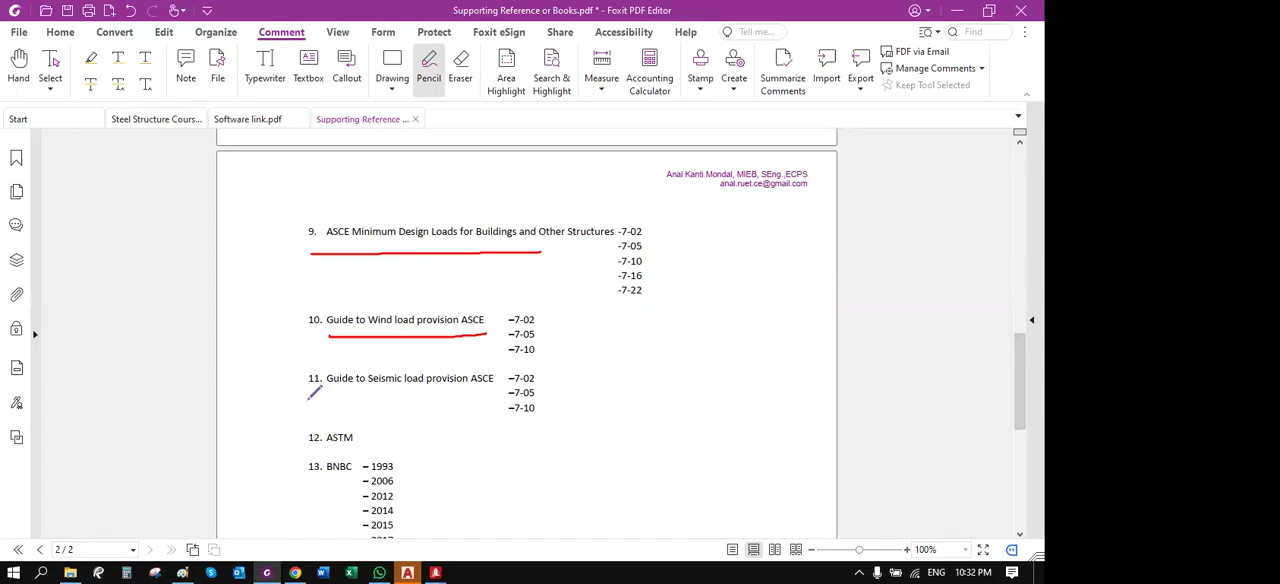 Supporting Reference or Books.pdf * - Foxit PDF Editor
File Home Convert Edit Organize Comment View Form Protect Foxit eSign Share Accessibility Help Tell me... Find
Hand Select Note File Typewriter Textbox Callout Drawing Pencil Eraser Area Highlight Search & Highlight Measure Accounting Calculator Stamp Create Summarize Comments Import Export
FDF via Email
Manage Comments
Keep Tool Selected
Start Steel Structure Cours... Software link.pdf Supporting Reference ...
Anal Kanti Mondal, MIEB, SEng.,ECPS
anal.ruet.ce@gmail.com
9. ASCE Minimum Design Loads for Buildings and Other Structures -7-02
-7-05
-7-10
-7-16
-7-22
10. Guide to Wind load provision ASCE –7-02
–7-05
–7-10
11. Guide to Seismic load provision ASCE –7-02
–7-05
–7-10
12. ASTM
13. BNBC – 1993
– 2006
– 2012
– 2014
– 2015
2 / 2 100%
ENG 10:32 PM